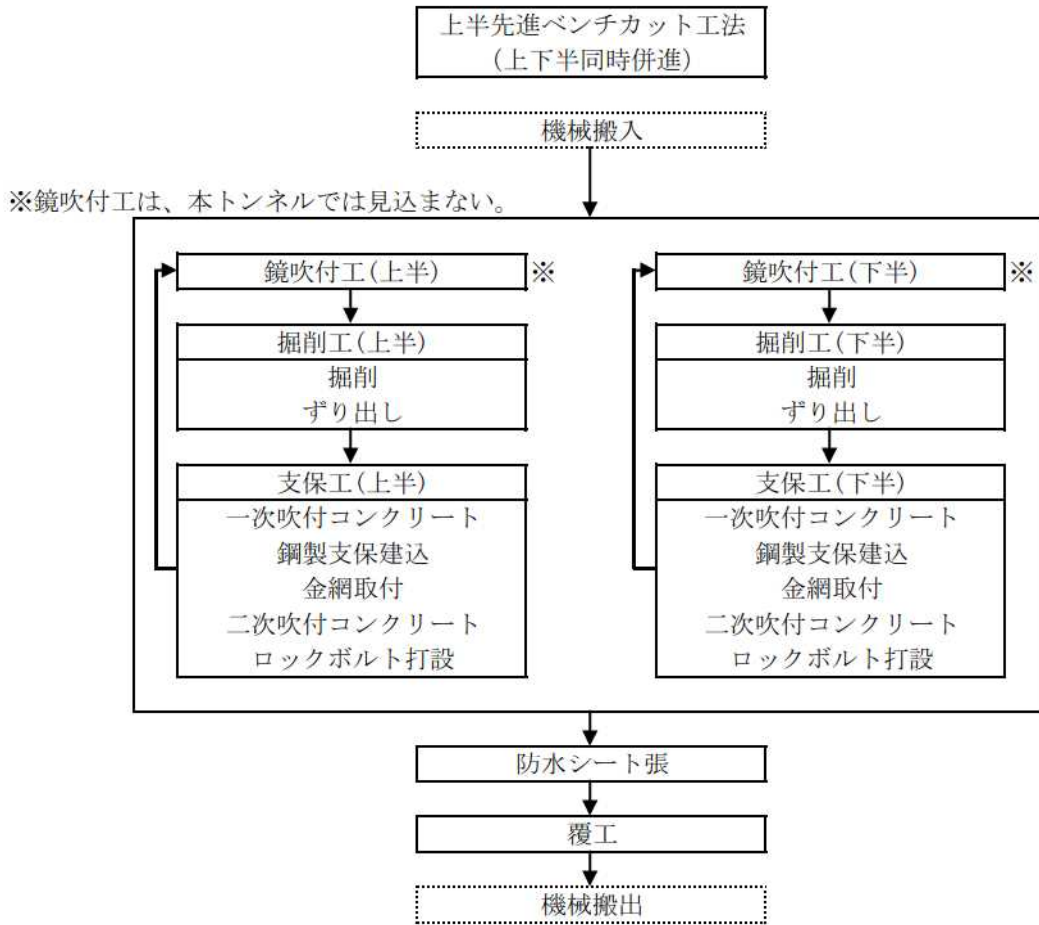 上半先進ベンチカット工法
(上下半同時併進)
機械搬入
※鏡吹付工は、本トンネルでは見込まない。
鏡吹付工(上半)
※
掘削工(上半)
掘削
ずり出し
支保工(上半)
一次吹付コンクリート
鋼製支保建込
金網取付
二次吹付コンクリート
ロックボルト打設
鏡吹付工(下半)
※
掘削工(下半)
掘削
ずり出し
支保工(下半)
一次吹付コンクリート
鋼製支保建込
金網取付
二次吹付コンクリート
ロックボルト打設
防水シート張
覆工
機械搬出